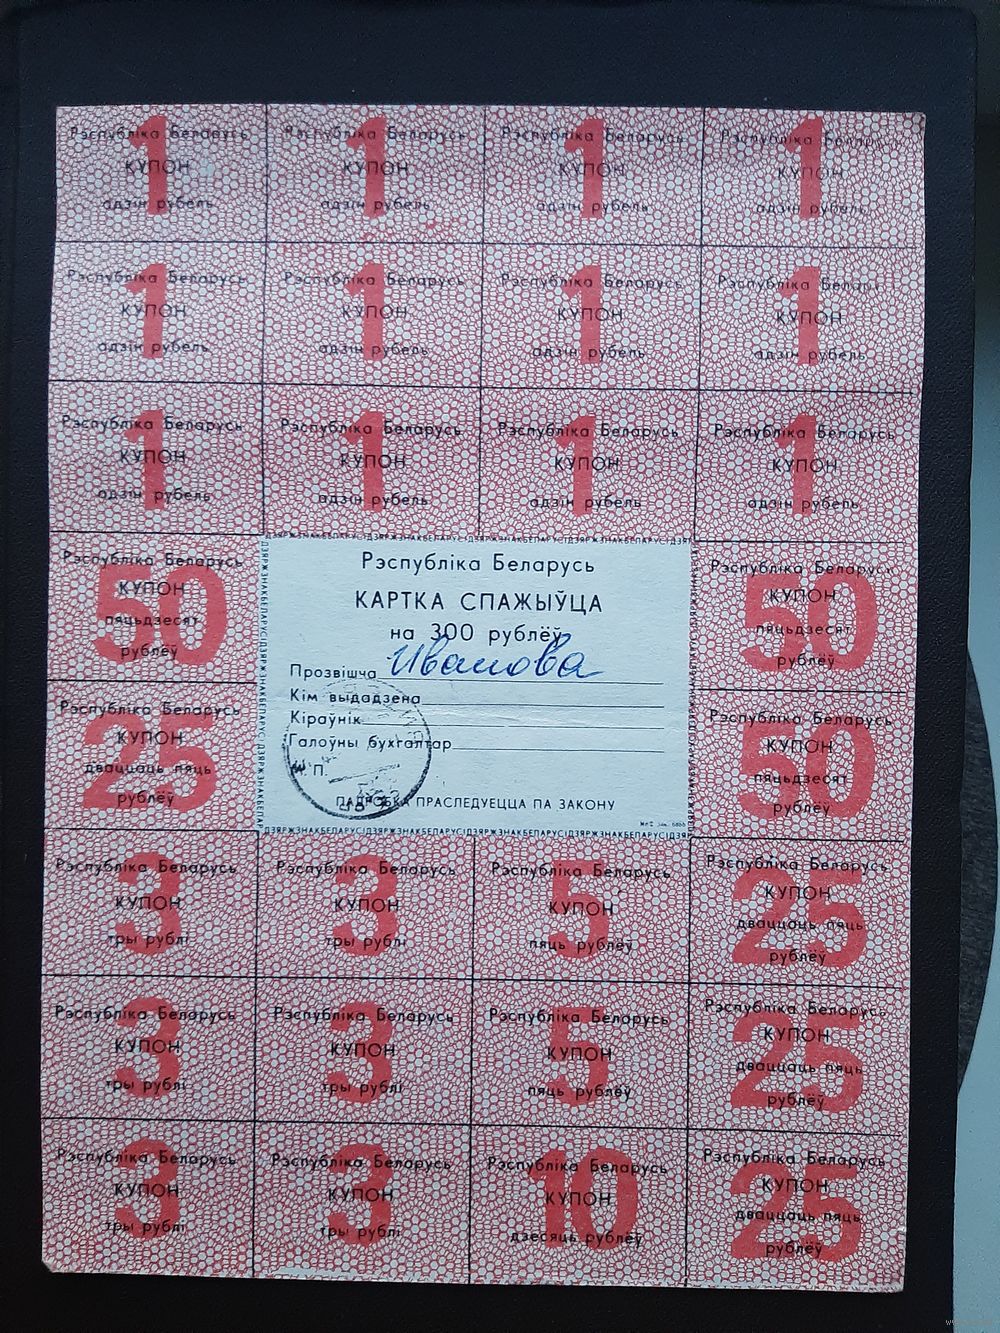 Рэспубліка Беларусь
КУПОН
1
адзін рубель
Рэспубліка Беларусь
КУПОН
1
адзін рубель
Рэспубліка Беларусь
КУПОН
1
адзін рубель
Рэспубліка Беларусь
КУПОН
1
адзін рубель
Рэспубліка Беларусь
КУПОН
1
адзін рубель
Рэспубліка Беларусь
КУПОН
1
адзін рубель
Рэспубліка Беларусь
КУПОН
1
адзін рубель
Рэспубліка Беларусь
КУПОН
1
адзін рубель
Рэспубліка Беларусь
КУПОН
1
адзін рубель
Рэспубліка Беларусь
КУПОН
1
адзін рубель
Рэспубліка Беларусь
КУПОН
1
адзін рубель
Рэспубліка Беларусь
КУПОН
1
адзін рубель
Рэспубліка Беларусь
КУПОН
50
пяцьдзесят
рублёў
Рэспубліка Беларусь
КАРТКА СПАЖЫЎЦА
на 300 рублёў
Прозвішча Иванова
Кім выдадзена
Кіраўнік
Галоўны бухгалтар
М.П.
ПАДРОБКА ПРАСЛЕДУЕЦЦА ПА ЗАКОНУ
Рэспубліка Беларусь
КУПОН
50
пяцьдзесят
рублёў
Рэспубліка Беларусь
КУПОН
25
дваццаць пяць
рублёў
Рэспубліка Беларусь
КУПОН
50
пяцьдзесят
рублёў
Рэспубліка Беларусь
КУПОН
3
тры рублі
Рэспубліка Беларусь
КУПОН
3
тры рублі
Рэспубліка Беларусь
КУПОН
5
пяць рублёў
Рэспубліка Беларусь
КУПОН
25
дваццаць пяць
рублёў
Рэспубліка Беларусь
КУПОН
3
тры рублі
Рэспубліка Беларусь
КУПОН
3
тры рублі
Рэспубліка Беларусь
КУПОН
5
пяць рублёў
Рэспубліка Беларусь
КУПОН
25
дваццаць пяць
рублёў
Рэспубліка Беларусь
КУПОН
3
тры рублі
Рэспубліка Беларусь
КУПОН
3
тры рублі
Рэспубліка Беларусь
КУПОН
10
дзесяць рублёў
Рэспубліка Беларусь
КУПОН
25
дваццаць пяць
рублёў